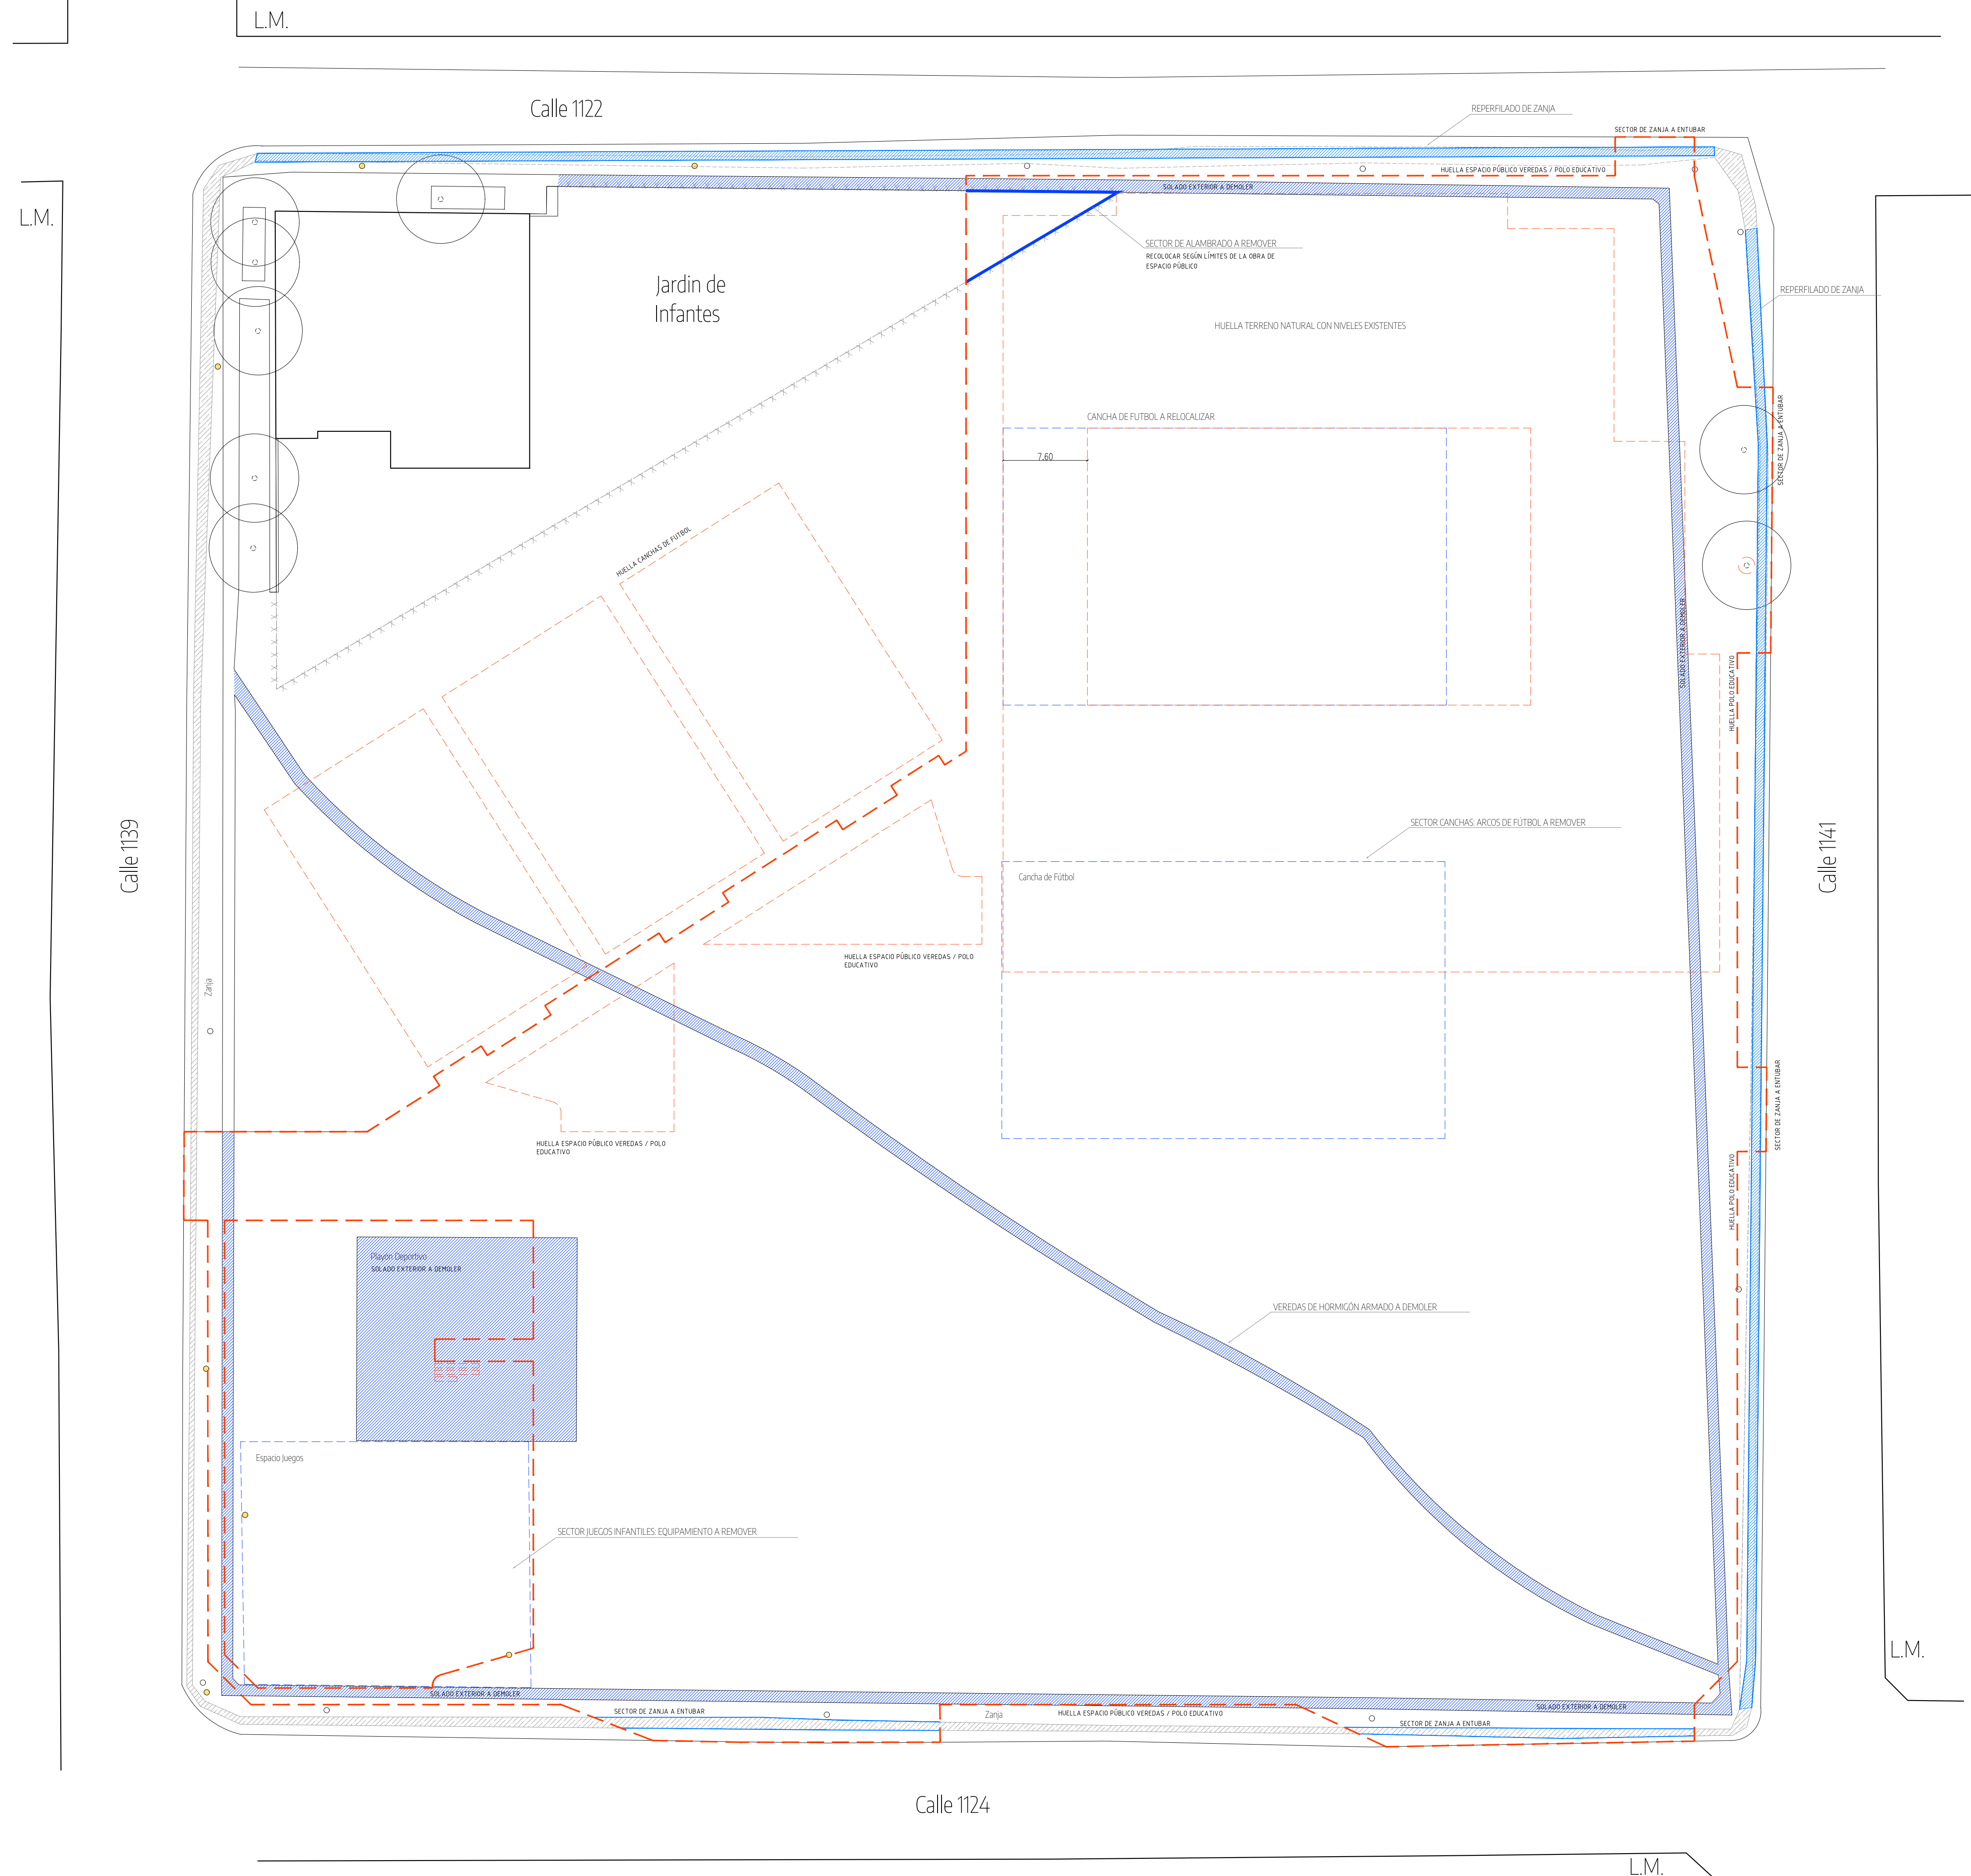 L.M.
Calle 1122
REPERFILADO DE ZANJA
SECTOR DE ZANJA A ENTUBAR
HUELLA ESPACIO PÚBLICO VEREDAS / POLO EDUCATIVO
SOLADO EXTERIOR A DEMOLER
L.M.
SECTOR DE ALAMBRADO A REMOVER
RECOLOCAR SEGÚN LÍMITES DE LA OBRA DE
ESPACIO PÚBLICO
Jardin de
Infantes
REPERFILADO DE ZANJA
HUELLA TERRENO NATURAL CON NIVELES EXISTENTES
CANCHA DE FUTBOL A RELOCALIZAR
SECTOR DE ZANJA A ENTUBAR
7.60
HUELLA CANCHAS DE FUTBOL
SOLADO EXTERIOR A DEMOLER
HUELLA POLO EDUCATIVO
SECTOR CANCHAS: ARCOS DE FÚTBOL A REMOVER
Calle 1139
Calle 1141
Cancha de Fútbol
HUELLA ESPACIO PÚBLICO VEREDAS / POLO
EDUCATIVO
Zanja
SECTOR DE ZANJA A ENTUBAR
HUELLA ESPACIO PÚBLICO VEREDAS / POLO
EDUCATIVO
HUELLA POLO EDUCATIVO
Playón Deportivo
SOLADO EXTERIOR A DEMOLER
VEREDAS DE HORMIGÓN ARMADO A DEMOLER
Espacio Juegos
SECTOR JUEGOS INFANTILES: EQUIPAMIENTO A REMOVER
L.M.
SOLADO EXTERIOR A DEMOLER
SOLADO EXTERIOR A DEMOLER
SECTOR DE ZANJA A ENTUBAR
Zanja
HUELLA ESPACIO PÚBLICO VEREDAS / POLO EDUCATIVO
SECTOR DE ZANJA A ENTUBAR
Calle 1124
L.M.